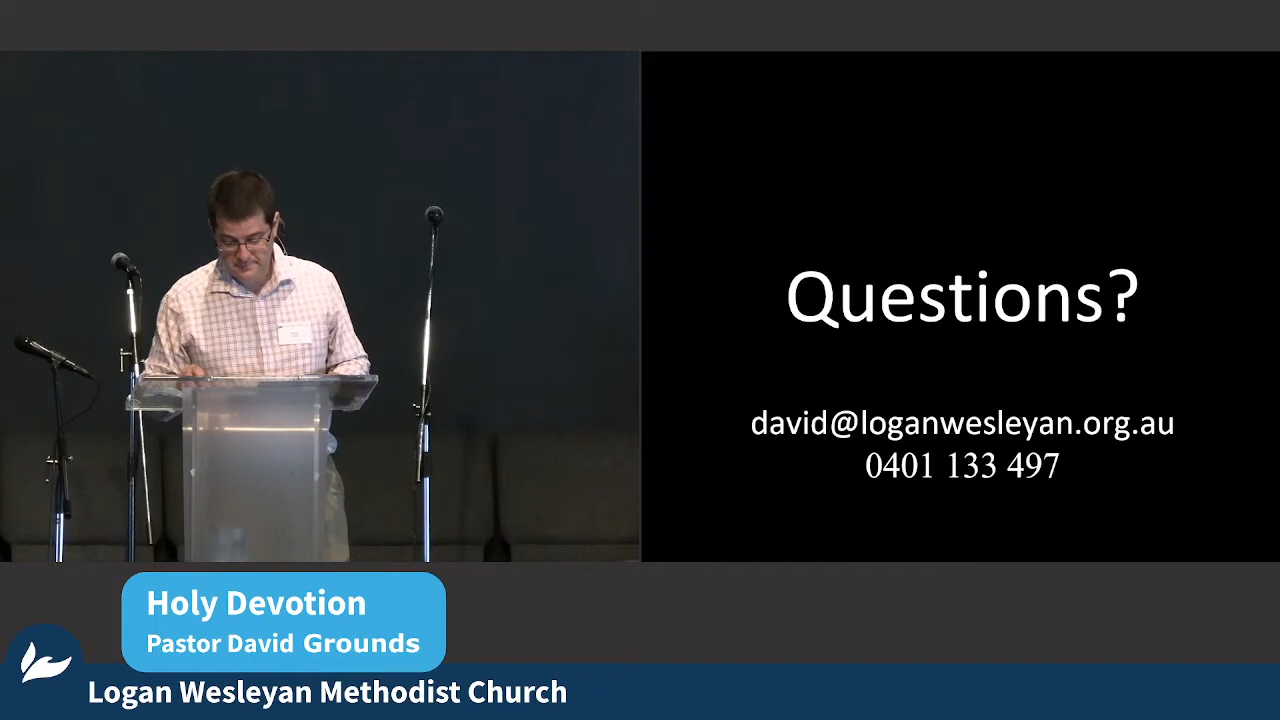 Questions?
david@loganwesleyan.org.au
0401 133 497
Holy Devotion
Pastor David Grounds
Logan Wesleyan Methodist Church